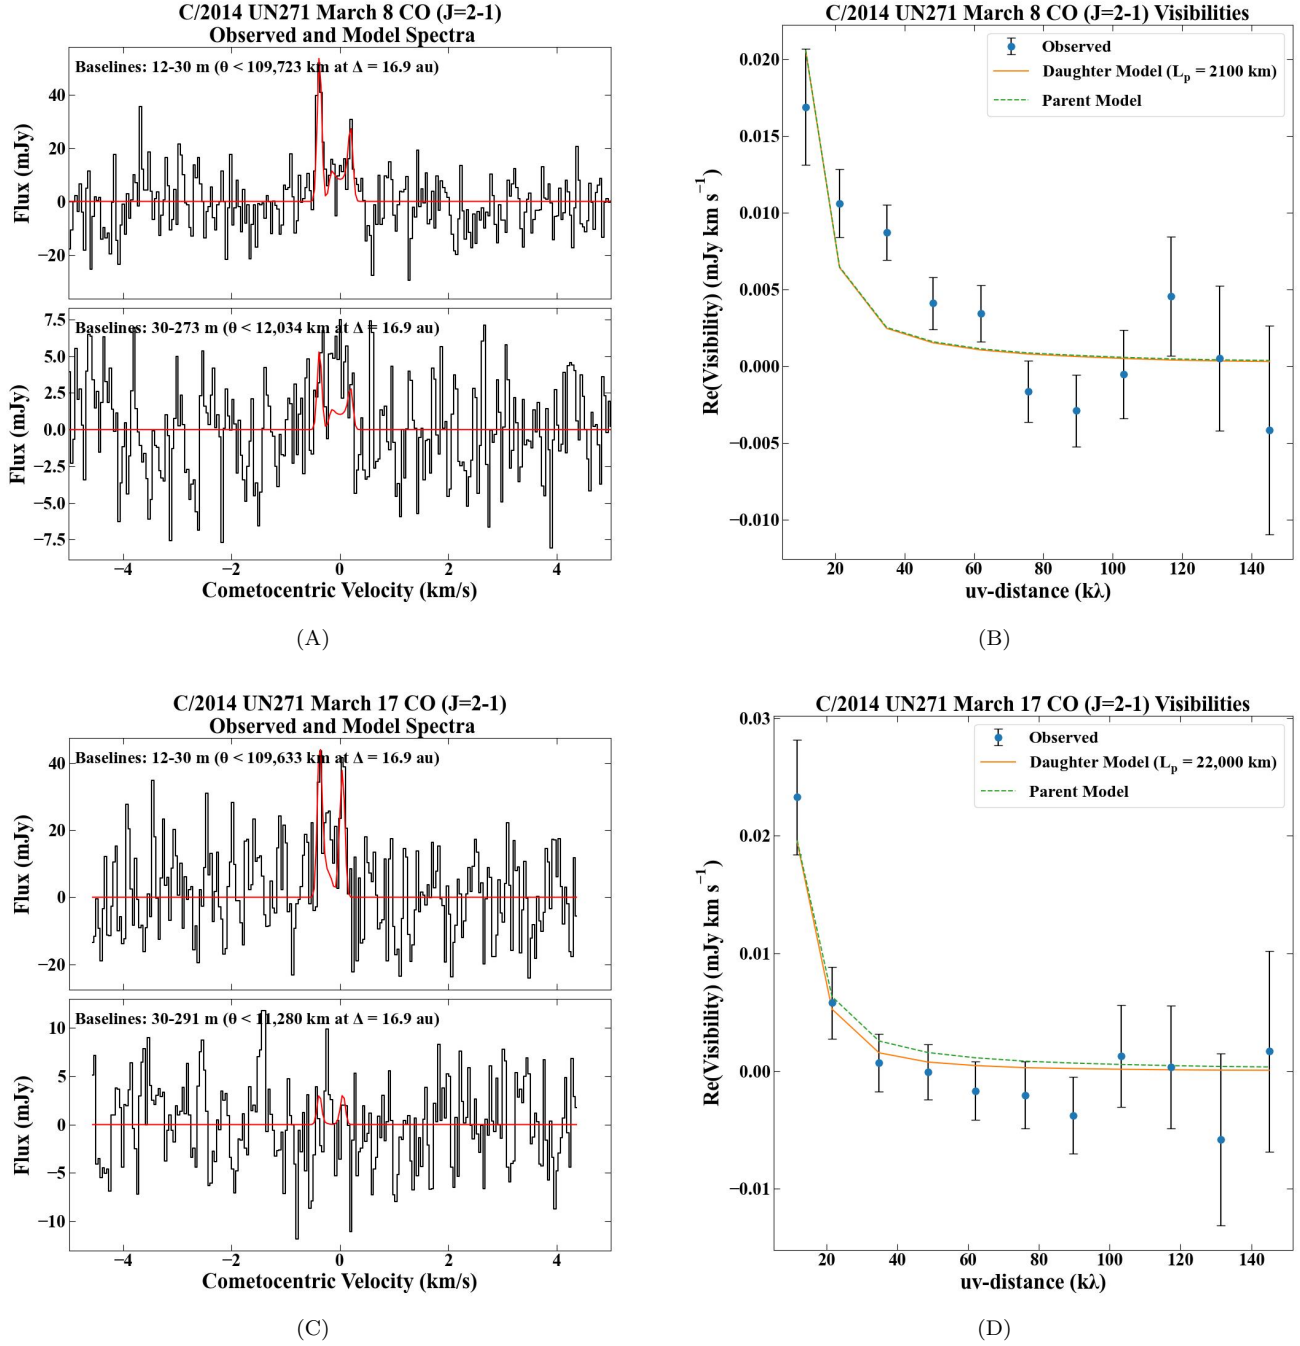 C/2014 UN271 March 8 CO (J=2-1)
Observed and Model Spectra
Baselines: 12-30 m (θ < 109,723 km at Δ = 16.9 au)
40
20
0
−20
Flux (mJy)
Baselines: 30-273 m (θ < 12,034 km at Δ = 16.9 au)
7.5
5.0
2.5
0.0
−2.5
−5.0
−7.5
Flux (mJy)
−4 −2 0 2 4
Cometocentric Velocity (km/s)
(A)
C/2014 UN271 March 8 CO (J=2-1) Visibilities
Observed
Daughter Model (Lp = 2100 km)
Parent Model
0.020
0.015
0.010
0.005
0.000
−0.005
−0.010
Re(Visibility) (mJy km s−1)
20 40 60 80 100 120 140
uv-distance (kλ)
(B)
C/2014 UN271 March 17 CO (J=2-1)
Observed and Model Spectra
Baselines: 12-30 m (θ < 109,633 km at Δ = 16.9 au)
40
20
0
−20
Flux (mJy)
Baselines: 30-291 m (θ < 11,280 km at Δ = 16.9 au)
10
5
0
−5
−10
Flux (mJy)
−4 −2 0 2 4
Cometocentric Velocity (km/s)
(C)
C/2014 UN271 March 17 CO (J=2-1) Visibilities
Observed
Daughter Model (Lp = 22,000 km)
Parent Model
0.03
0.02
0.01
0.00
−0.01
Re(Visibility) (mJy km s−1)
20 40 60 80 100 120 140
uv-distance (kλ)
(D)